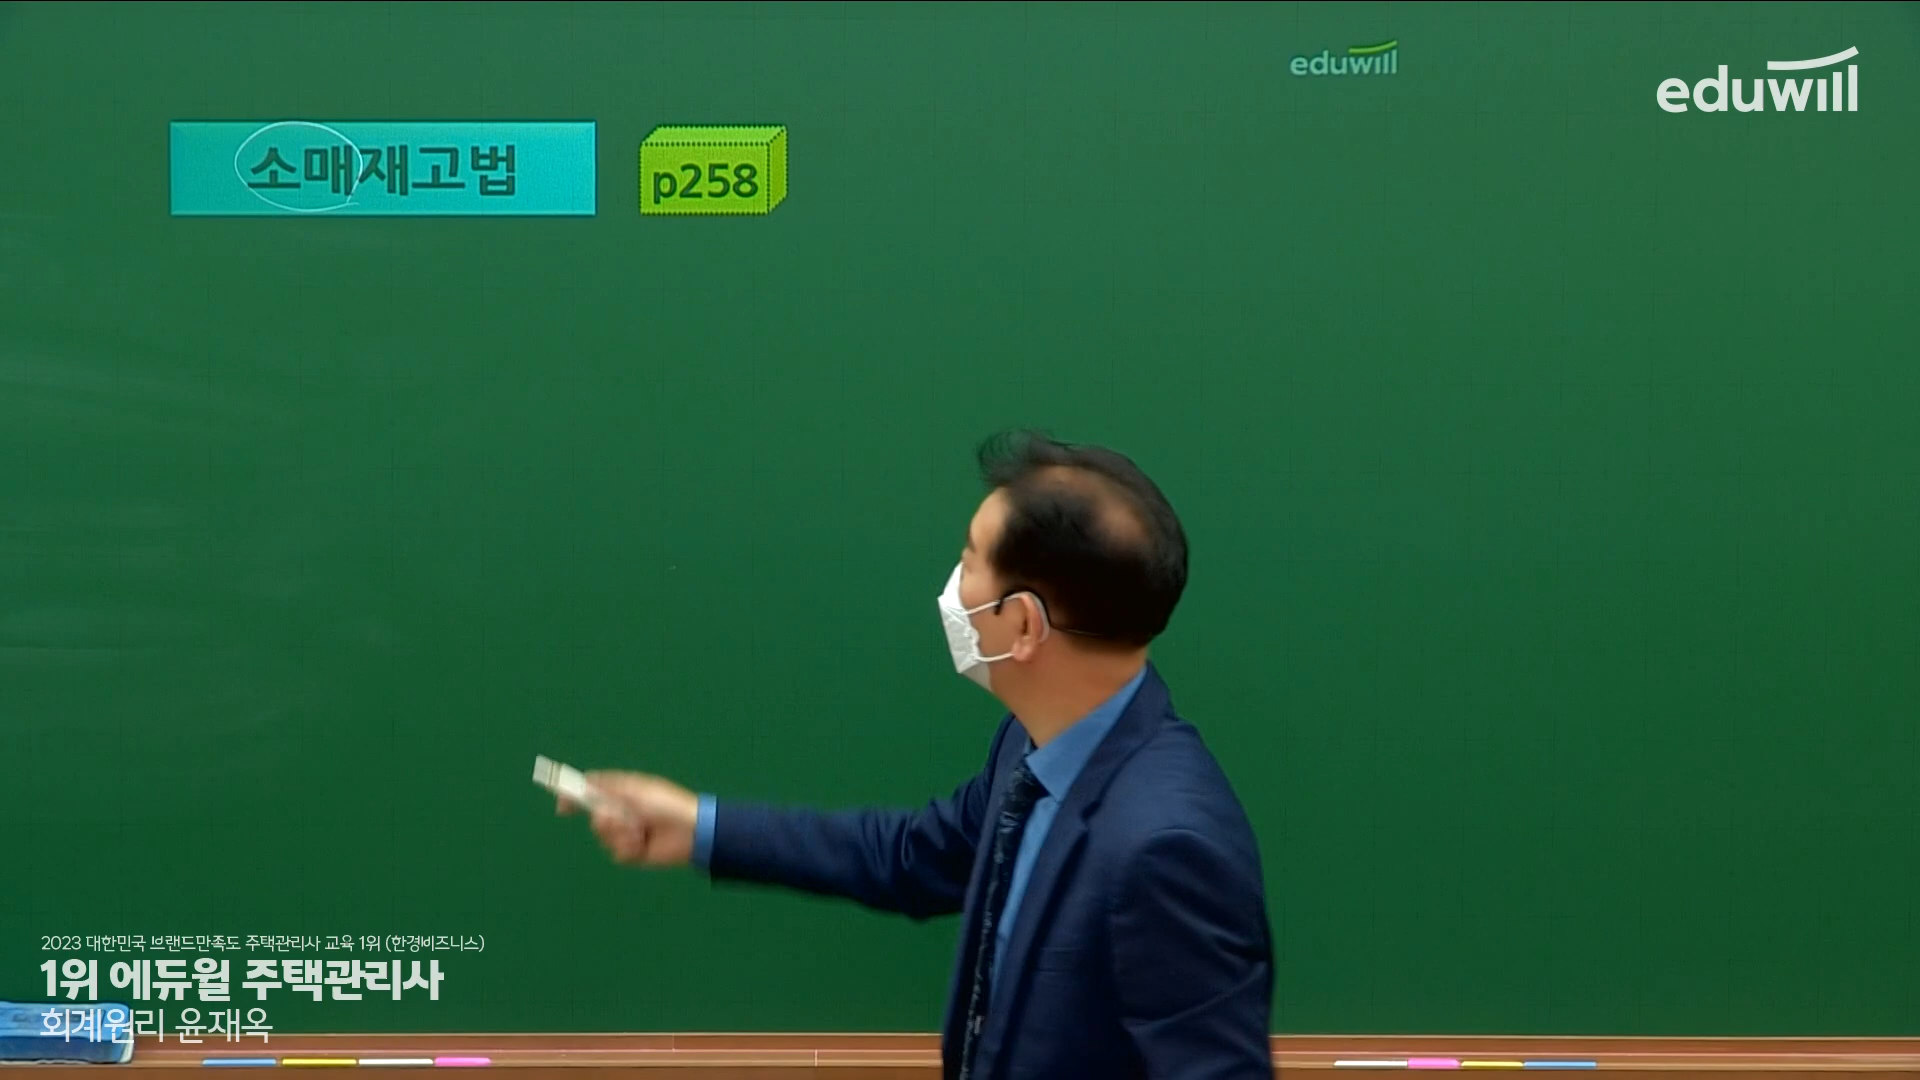 eduwill
eduwill
소매재고법
p258
2023 대한민국 브랜드만족도 주택관리사 교육 1위 (한경비즈니스)
1위 에듀윌 주택관리사
회계원리 윤재옥